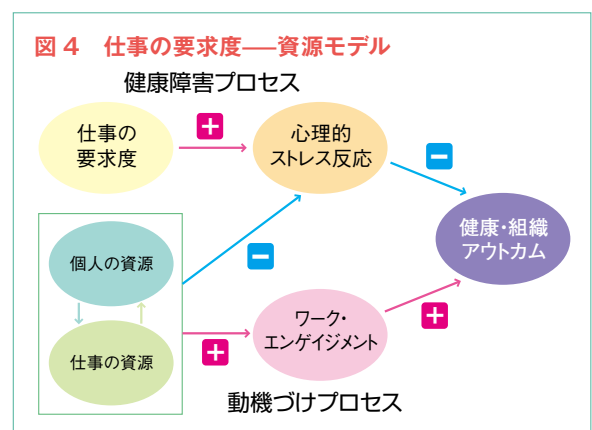 図4 仕事の要求度──資源モデル
健康障害プロセス
仕事の
要求度
+
心理的
ストレス反応
−
個人の資源
−
健康・組織
アウトカム
仕事の資源
+
ワーク・
エンゲイジメント
+
動機づけプロセス